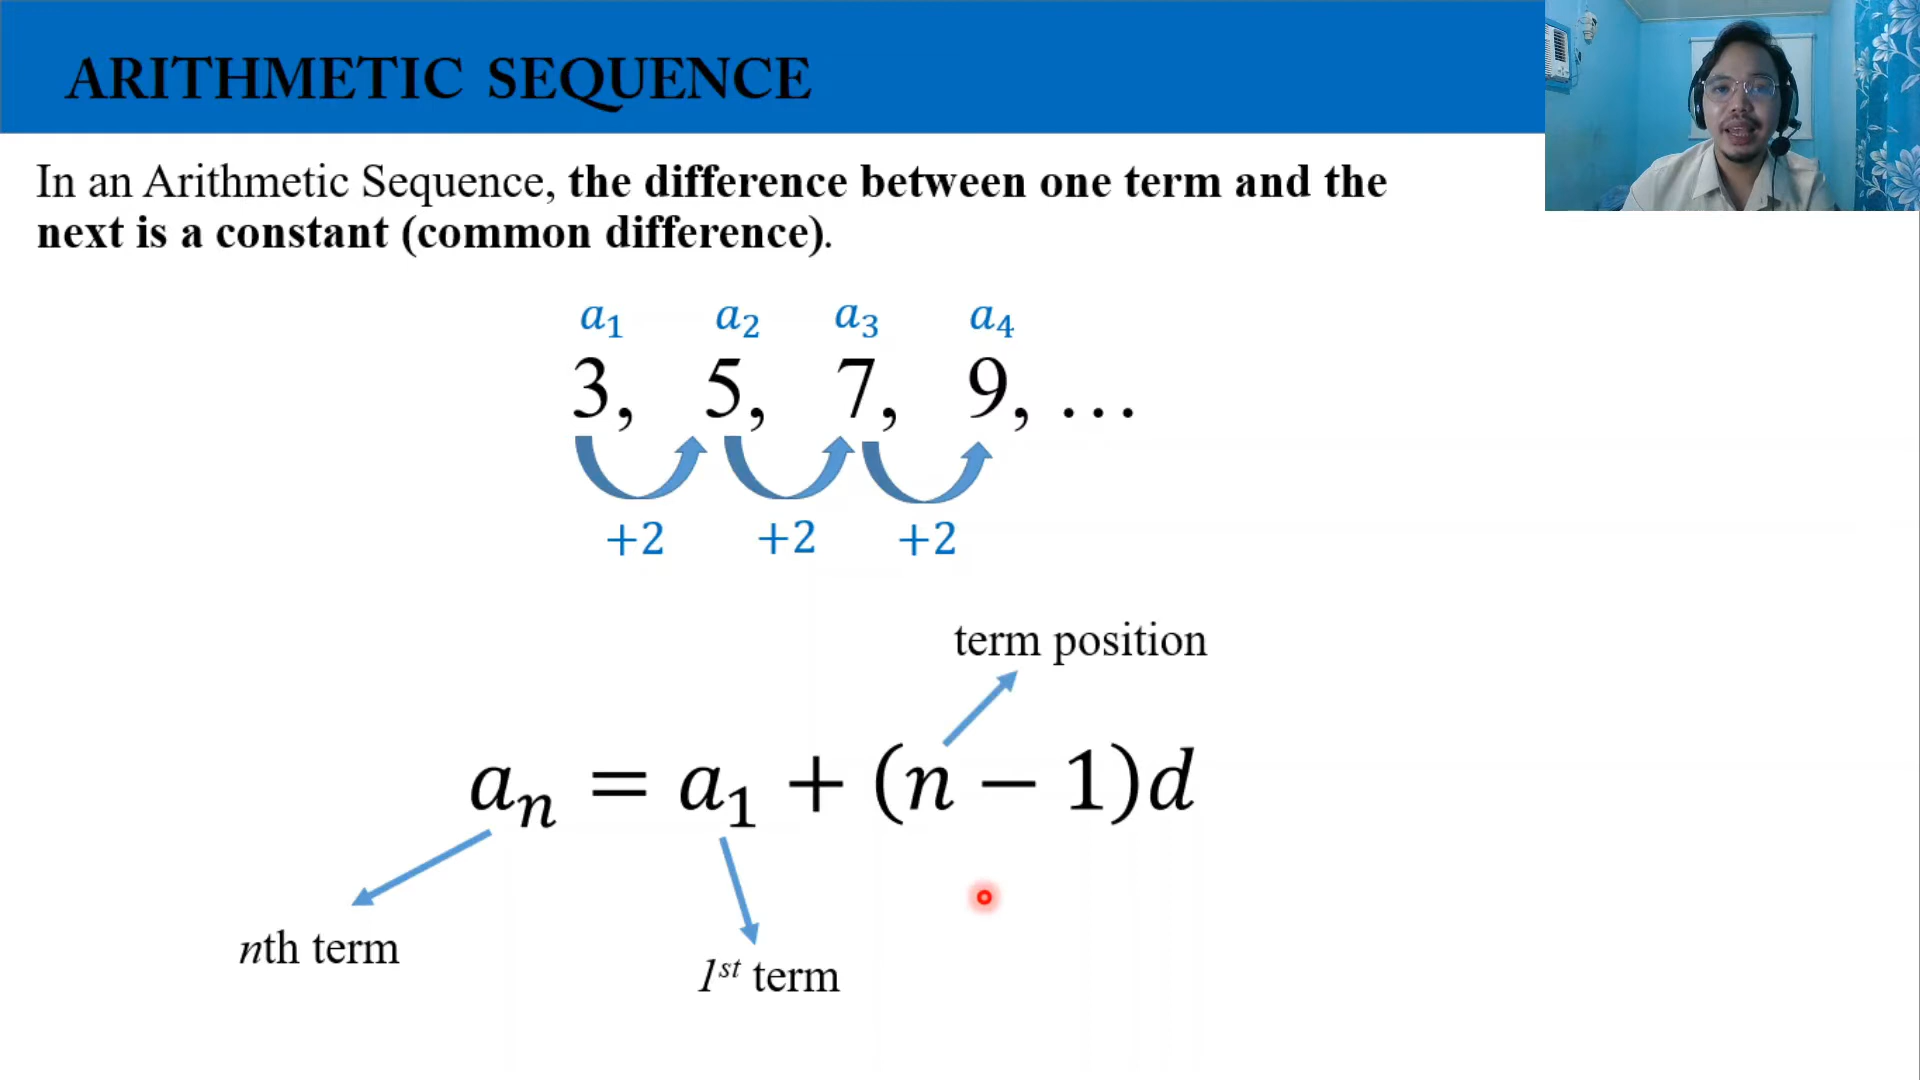 ARITHMETIC SEQUENCE
In an Arithmetic Sequence, the difference between one term and the
next is a constant (common difference).
a₁ a₂ a₃ a₄
3, 5, 7, 9, …
+2 +2 +2
term position
aₙ = a₁ + (n − 1)d
nth term
1ˢᵗ term